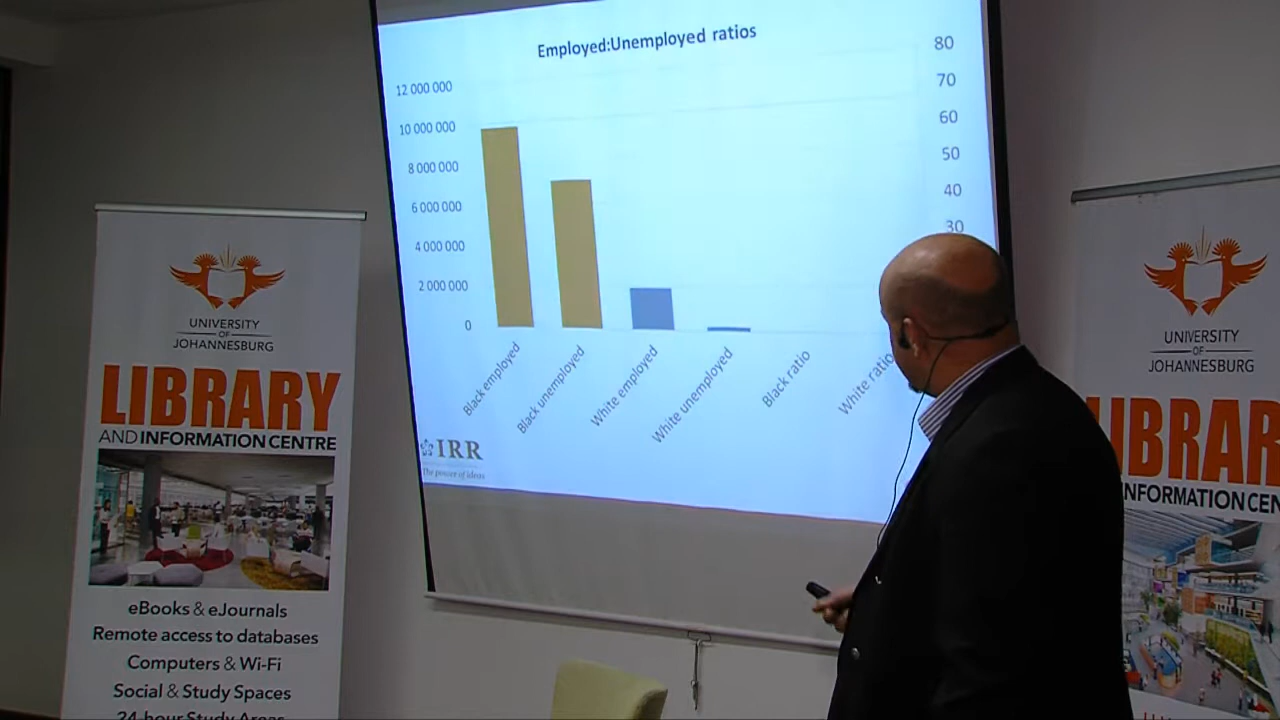 Employed:Unemployed ratios
12 000 000
10 000 000
8 000 000
6 000 000
4 000 000
2 000 000
0
80
70
60
50
40
30
Black employed
Black unemployed
White employed
White unemployed
Black ratio
White ratio
IRR
The power of ideas
UNIVERSITY
OF
JOHANNESBURG
LIBRARY
AND INFORMATION CENTRE
eBooks & eJournals
Remote access to databases
Computers & Wi-Fi
Social & Study Spaces
24-hour Study Areas
UNIVERSITY
OF
JOHANNESBURG
LIBRAR
INFORMATION CEN